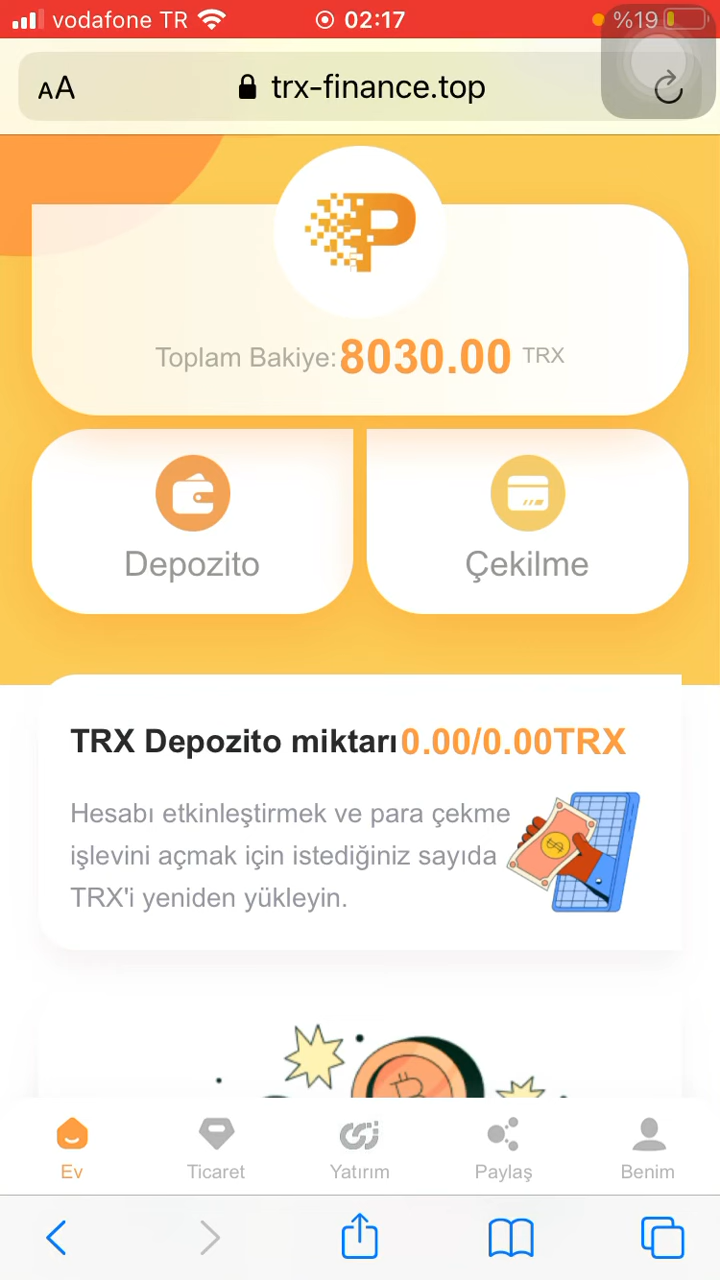 vodafone TR 02:17 %19
AA trx-finance.top
P
Toplam Bakiye: 8030.00 TRX
Depozito Çekilme
TRX Depozito miktarı 0.00/0.00TRX
Hesabı etkinleştirmek ve para çekme
işlevini açmak için istediğiniz sayıda
TRX'i yeniden yükleyin.
Ev Ticaret Yatırım Paylaş Benim